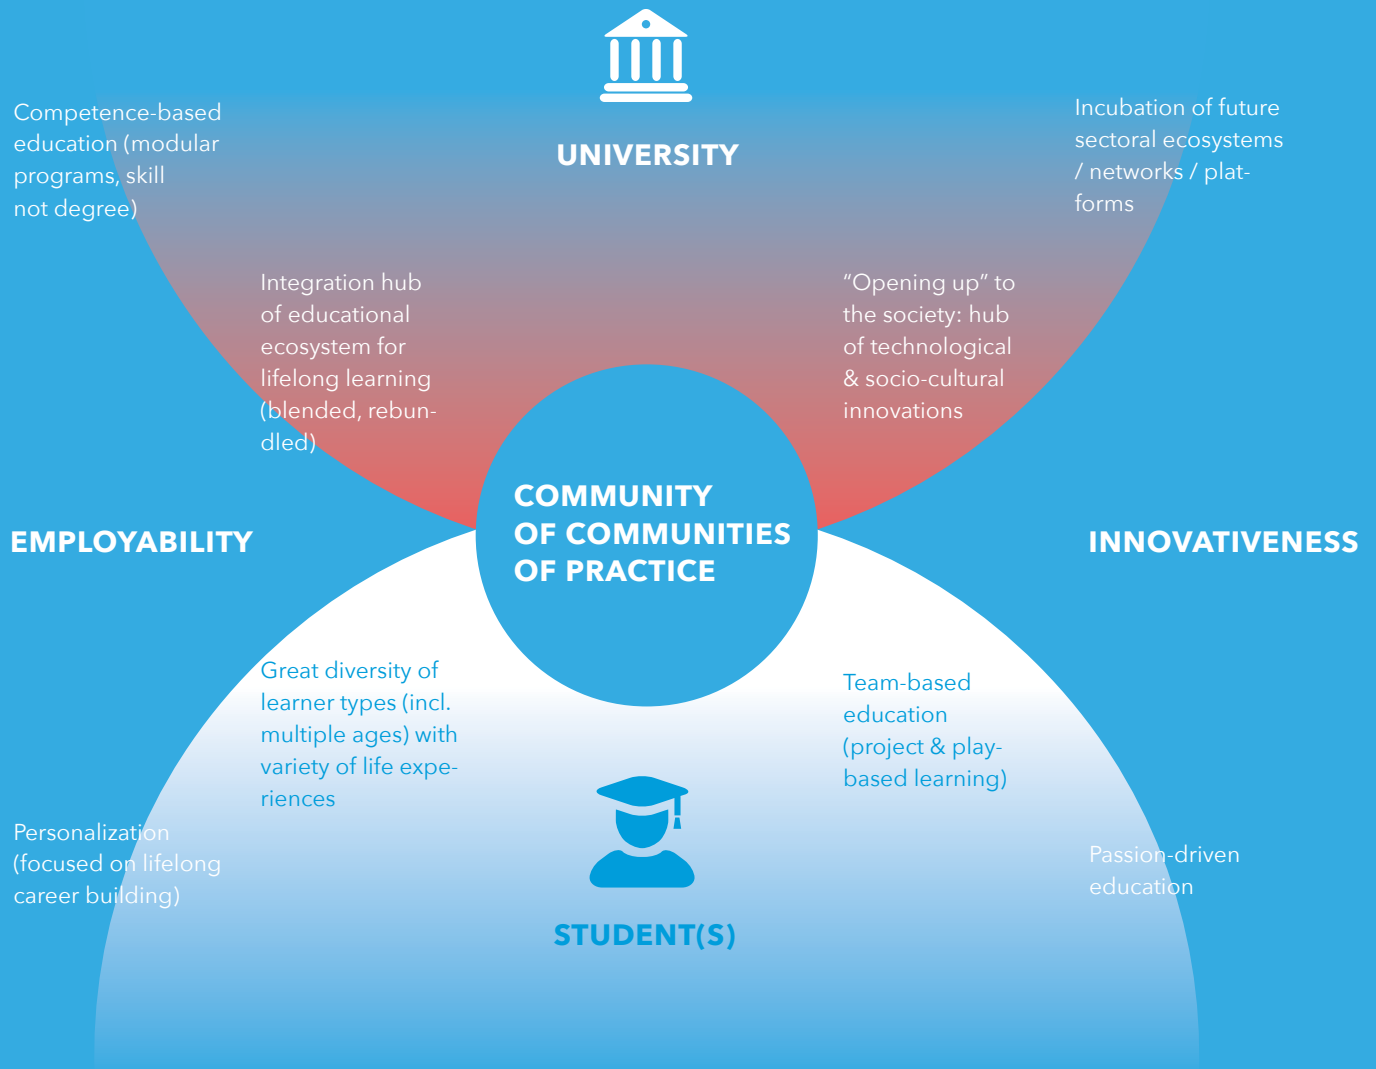 Competence-based
education (modular
programs, skill
not degree)
UNIVERSITY
Incubation of future
sectoral ecosystems
/ networks / plat-
forms
Integration hub
of educational
ecosystem for
lifelong learning
(blended, rebun-
dled)
“Opening up” to
the society: hub
of technological
& socio-cultural
innovations
EMPLOYABILITY
COMMUNITY
OF COMMUNITIES
OF PRACTICE
INNOVATIVENESS
Great diversity of
learner types (incl.
multiple ages) with
variety of life expe-
riences
Team-based
education
(project & play-
based learning)
Personalization
(focused on lifelong
career building)
STUDENT(S)
Passion-driven
education